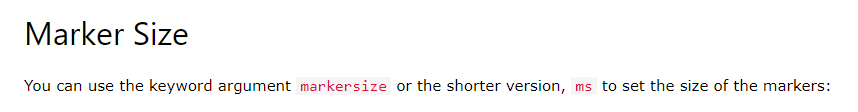 Marker Size
You can use the keyword argument markersize or the shorter version, ms to set the size of the markers: